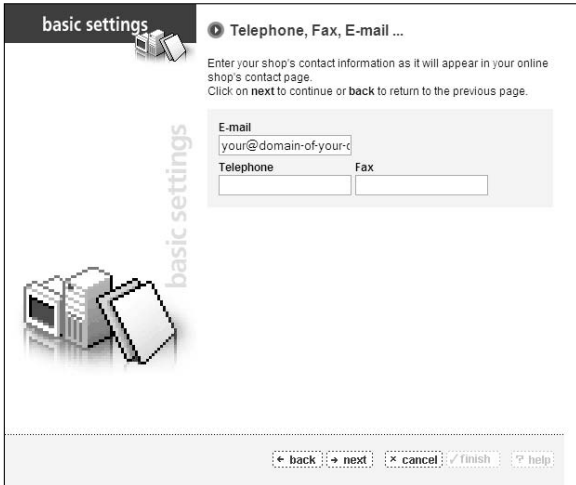 basic settings
Telephone, Fax, E-mail ...
Enter your shop's contact information as it will appear in your online
shop's contact page.
Click on next to continue or back to return to the previous page.
E-mail
your@domain-of-your-
Telephone Fax
basic settings
back next cancel finish ? help